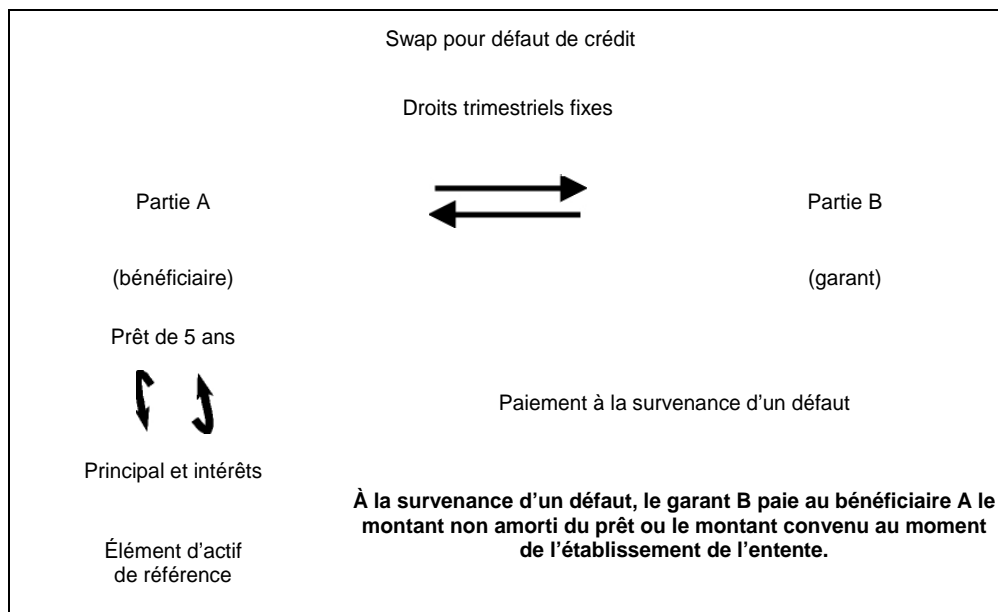 Swap pour défaut de crédit
Droits trimestriels fixes
Partie A
Partie B
(bénéficiaire)
(garant)
Prêt de 5 ans
Paiement à la survenance d'un défaut
Principal et intérêts
À la survenance d'un défaut, le garant B paie au bénéficiaire A le
montant non amorti du prêt ou le montant convenu au moment
de l'établissement de l'entente.
Élément d'actif
de référence